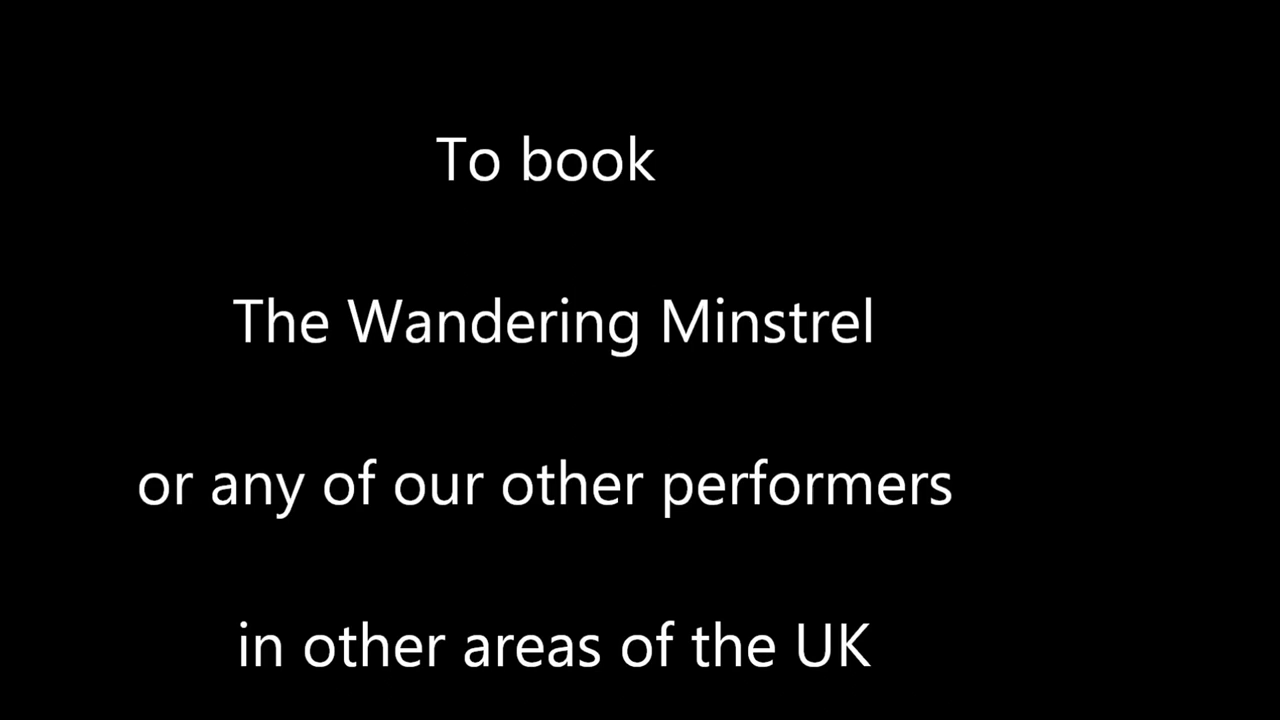 To book
The Wandering Minstrel
or any of our other performers
in other areas of the UK